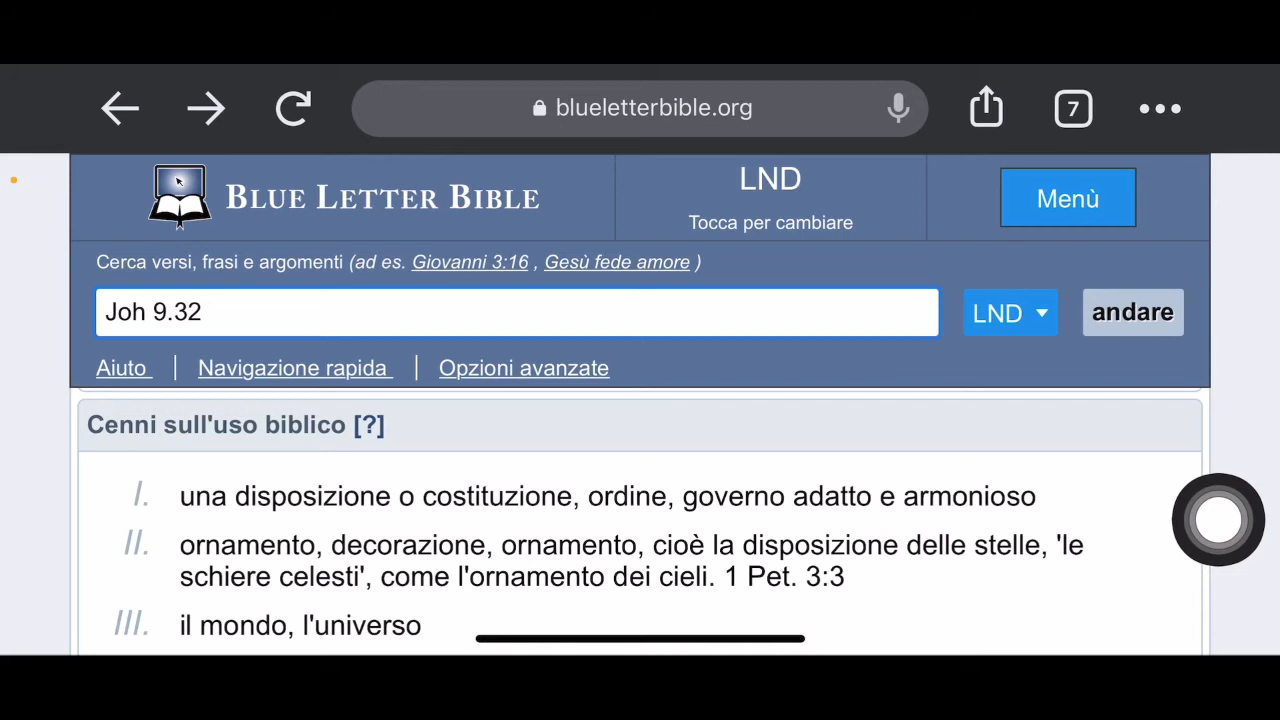 blueletterbible.org
7
BLUE LETTER BIBLE
LND
Tocca per cambiare
Menù
Cerca versi, frasi e argomenti (ad es. Giovanni 3:16 , Gesù fede amore )
Joh 9.32
LND
andare
Aiuto
Navigazione rapida
Opzioni avanzate
Cenni sull'uso biblico [?]
I. una disposizione o costituzione, ordine, governo adatto e armonioso
II. ornamento, decorazione, ornamento, cioè la disposizione delle stelle, 'le
schiere celesti', come l'ornamento dei cieli. 1 Pet. 3:3
III. il mondo, l'universo